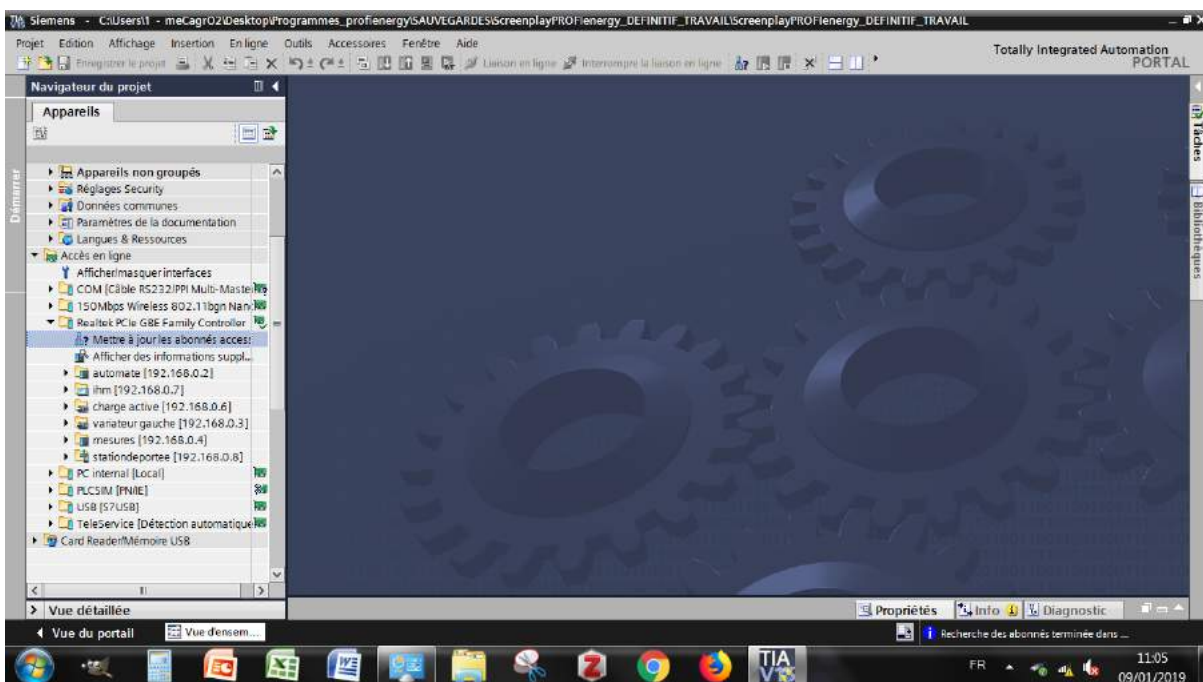 Siemens - C:\Users\1 - meCagrO2\Desktop\Programmes_profienergy\SAUVEGARDES\ScreenplayPROFIenergy_DEFINITIF_TRAVAIL\ScreenplayPROFIenergy_DEFINITIF_TRAVAIL
Projet Edition Affichage Insertion En ligne Outils Accessoires Fenêtre Aide
Totally Integrated Automation
PORTAL
Enregistrer le projet Liaison en ligne Interrompre la liaison en ligne
Navigateur du projet
Appareils
Appareils non groupés
Réglages Security
Données communes
Paramètres de la documentation
Langues & Ressources
Accès en ligne
Afficher/masquer interfaces
COM [Câble RS232/PPI Multi-Master
150Mbps Wireless 802.11bgn Nan
Realtek PCIe GBE Family Controller
Mettre à jour les abonnés access
Afficher des informations suppl...
automate [192.168.0.2]
ihm [192.168.0.7]
charge active [192.168.0.6]
variateur gauche [192.168.0.3]
mesures [192.168.0.4]
stationdeportee [192.168.0.8]
PC internal [Local]
PLCSIM [PN/IE]
USB [S7USB]
TeleService [Détection automatique
Card Reader/Mémoire USB
Démarrer
Tâches
Bibliothèques
Vue détaillée
Propriétés Info Diagnostic
Vue du portail Vue d'ensem...
Recherche des abonnés terminée dans ...
TIA
FR 11:05
09/01/2019